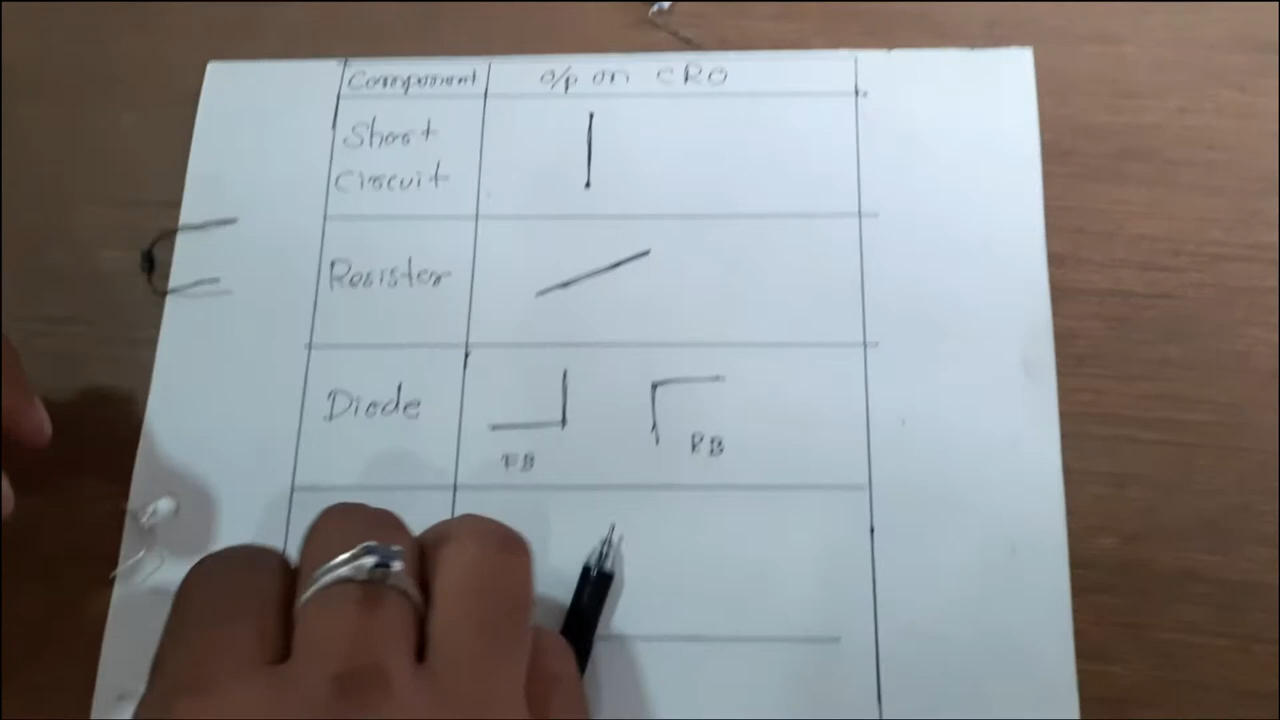 Component o/p on CRO
Short
Circuit
Resister
Diode
FB RB